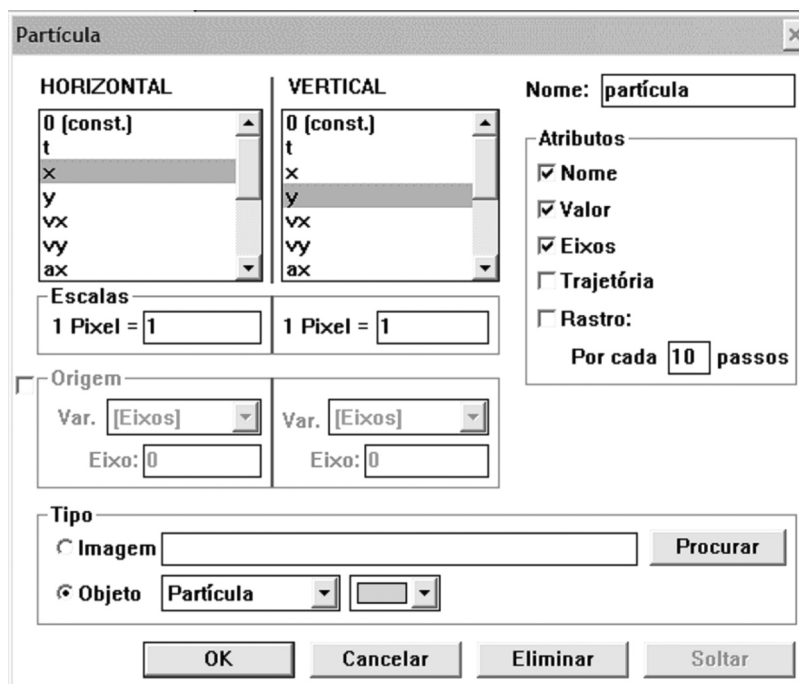 Partícula
HORIZONTAL
0 (const.)
t
x
y
vx
vy
ax
VERTICAL
0 (const.)
t
x
y
vx
vy
ax
Nome: partícula
Atributos
Nome
Valor
Eixos
Trajetória
Rastro:
Por cada 10 passos
Escalas
1 Pixel = 1
1 Pixel = 1
Origem
Var. [Eixos]
Eixo: 0
Var. [Eixos]
Eixo: 0
Tipo
Imagem
Procurar
Objeto Partícula
OK Cancelar Eliminar Soltar